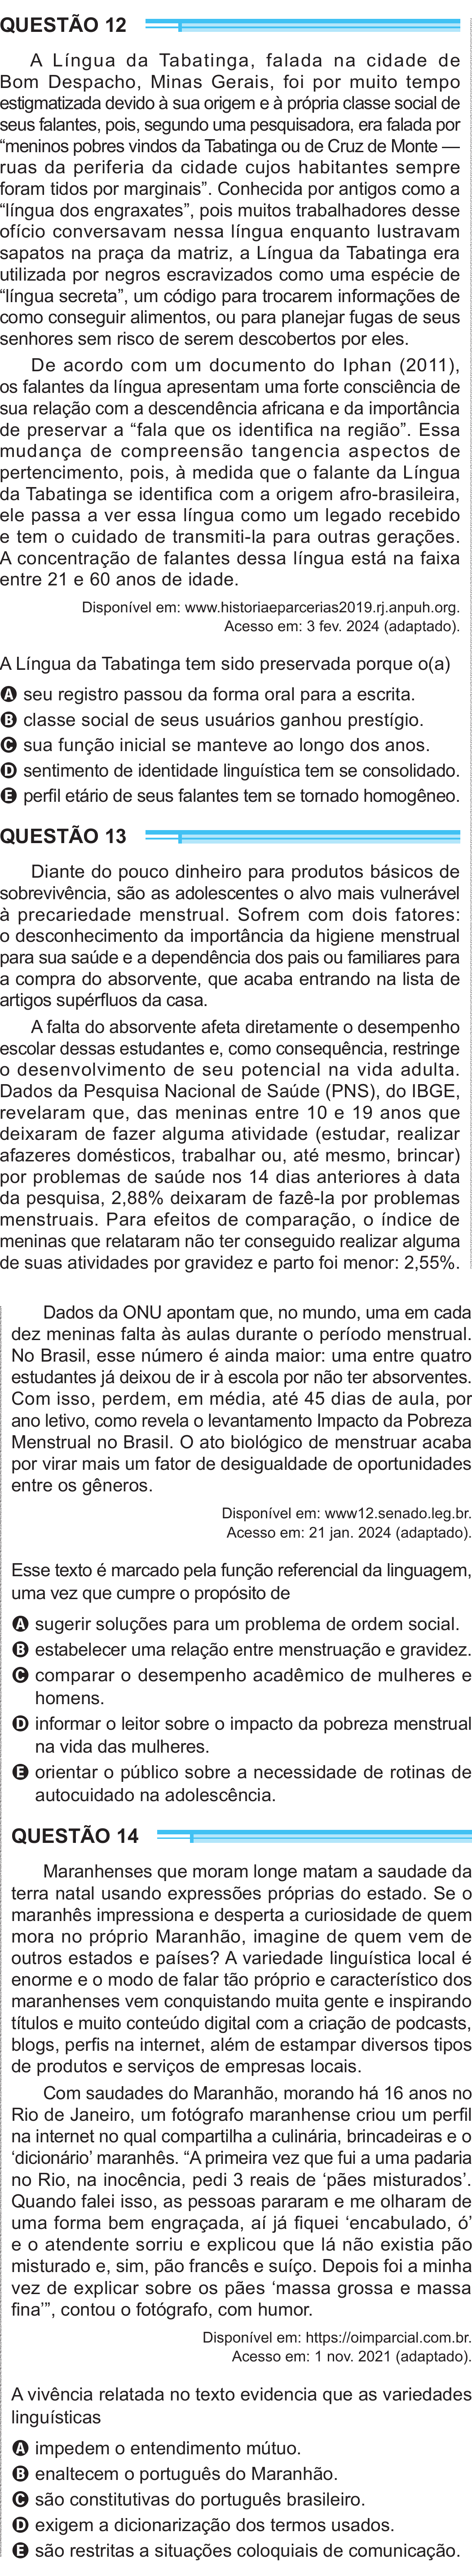 QUESTÃO 12
A Língua da Tabatinga, falada na cidade de
Bom Despacho, Minas Gerais, foi por muito tempo
estigmatizada devido à sua origem e à própria classe social de
seus falantes, pois, segundo uma pesquisadora, era falada por
“meninos pobres vindos da Tabatinga ou de Cruz de Monte —
ruas da periferia da cidade cujos habitantes sempre
foram tidos por marginais”. Conhecida por antigos como a
“língua dos engraxates”, pois muitos trabalhadores desse
ofício conversavam nessa língua enquanto lustravam
sapatos na praça da matriz, a Língua da Tabatinga era
utilizada por negros escravizados como uma espécie de
“língua secreta”, um código para trocarem informações de
como conseguir alimentos, ou para planejar fugas de seus
senhores sem risco de serem descobertos por eles.
De acordo com um documento do Iphan (2011),
os falantes da língua apresentam uma forte consciência de
sua relação com a descendência africana e da importância
de preservar a “fala que os identifica na região”. Essa
mudança de compreensão tangencia aspectos de
pertencimento, pois, à medida que o falante da Língua
da Tabatinga se identifica com a origem afro-brasileira,
ele passa a ver essa língua como um legado recebido
e tem o cuidado de transmiti-la para outras gerações.
A concentração de falantes dessa língua está na faixa
entre 21 e 60 anos de idade.
Disponível em: www.historiaeparcerias2019.rj.anpuh.org.
Acesso em: 3 fev. 2024 (adaptado).
A Língua da Tabatinga tem sido preservada porque o(a)
A seu registro passou da forma oral para a escrita.
B classe social de seus usuários ganhou prestígio.
C sua função inicial se manteve ao longo dos anos.
D sentimento de identidade linguística tem se consolidado.
E perfil etário de seus falantes tem se tornado homogêneo.
QUESTÃO 13
Diante do pouco dinheiro para produtos básicos de
sobrevivência, são as adolescentes o alvo mais vulnerável
à precariedade menstrual. Sofrem com dois fatores:
o desconhecimento da importância da higiene menstrual
para sua saúde e a dependência dos pais ou familiares para
a compra do absorvente, que acaba entrando na lista de
artigos supérfluos da casa.
A falta do absorvente afeta diretamente o desempenho
escolar dessas estudantes e, como consequência, restringe
o desenvolvimento de seu potencial na vida adulta.
Dados da Pesquisa Nacional de Saúde (PNS), do IBGE,
revelaram que, das meninas entre 10 e 19 anos que
deixaram de fazer alguma atividade (estudar, realizar
afazeres domésticos, trabalhar ou, até mesmo, brincar)
por problemas de saúde nos 14 dias anteriores à data
da pesquisa, 2,88% deixaram de fazê-la por problemas
menstruais. Para efeitos de comparação, o índice de
meninas que relataram não ter conseguido realizar alguma
de suas atividades por gravidez e parto foi menor: 2,55%.
Dados da ONU apontam que, no mundo, uma em cada
dez meninas falta às aulas durante o período menstrual.
No Brasil, esse número é ainda maior: uma entre quatro
estudantes já deixou de ir à escola por não ter absorventes.
Com isso, perdem, em média, até 45 dias de aula, por
ano letivo, como revela o levantamento Impacto da Pobreza
Menstrual no Brasil. O ato biológico de menstruar acaba
por virar mais um fator de desigualdade de oportunidades
entre os gêneros.
Disponível em: www12.senado.leg.br.
Acesso em: 21 jan. 2024 (adaptado).
Esse texto é marcado pela função referencial da linguagem,
uma vez que cumpre o propósito de
A sugerir soluções para um problema de ordem social.
B estabelecer uma relação entre menstruação e gravidez.
C comparar o desempenho acadêmico de mulheres e
homens.
D informar o leitor sobre o impacto da pobreza menstrual
na vida das mulheres.
E orientar o público sobre a necessidade de rotinas de
autocuidado na adolescência.
QUESTÃO 14
Maranhenses que moram longe matam a saudade da
terra natal usando expressões próprias do estado. Se o
maranhês impressiona e desperta a curiosidade de quem
mora no próprio Maranhão, imagine de quem vem de
outros estados e países? A variedade linguística local é
enorme e o modo de falar tão próprio e característico dos
maranhenses vem conquistando muita gente e inspirando
títulos e muito conteúdo digital com a criação de podcasts,
blogs, perfis na internet, além de estampar diversos tipos
de produtos e serviços de empresas locais.
Com saudades do Maranhão, morando há 16 anos no
Rio de Janeiro, um fotógrafo maranhense criou um perfil
na internet no qual compartilha a culinária, brincadeiras e o
‘dicionário’ maranhês. “A primeira vez que fui a uma padaria
no Rio, na inocência, pedi 3 reais de ‘pães misturados’.
Quando falei isso, as pessoas pararam e me olharam de
uma forma bem engraçada, aí já fiquei ‘encabulado, ó’
e o atendente sorriu e explicou que lá não existia pão
misturado e, sim, pão francês e suíço. Depois foi a minha
vez de explicar sobre os pães ‘massa grossa e massa
fina’”, contou o fotógrafo, com humor.
Disponível em: https://oimparcial.com.br.
Acesso em: 1 nov. 2021 (adaptado).
A vivência relatada no texto evidencia que as variedades
linguísticas
A impedem o entendimento mútuo.
B enaltecem o português do Maranhão.
C são constitutivas do português brasileiro.
D exigem a dicionarização dos termos usados.
E são restritas a situações coloquiais de comunicação.